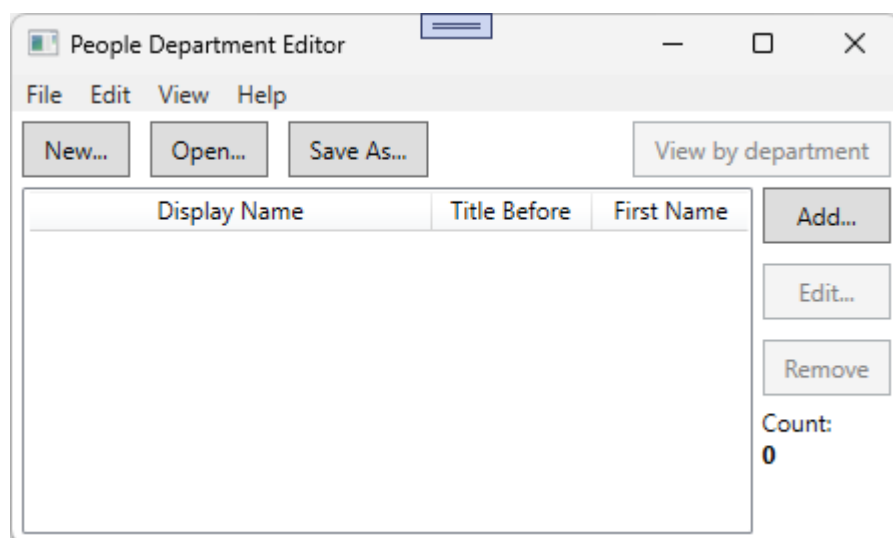 People Department Editor
File Edit View Help
New... Open... Save As... View by department
Display Name Title Before First Name
Add...
Edit...
Remove
Count:
0